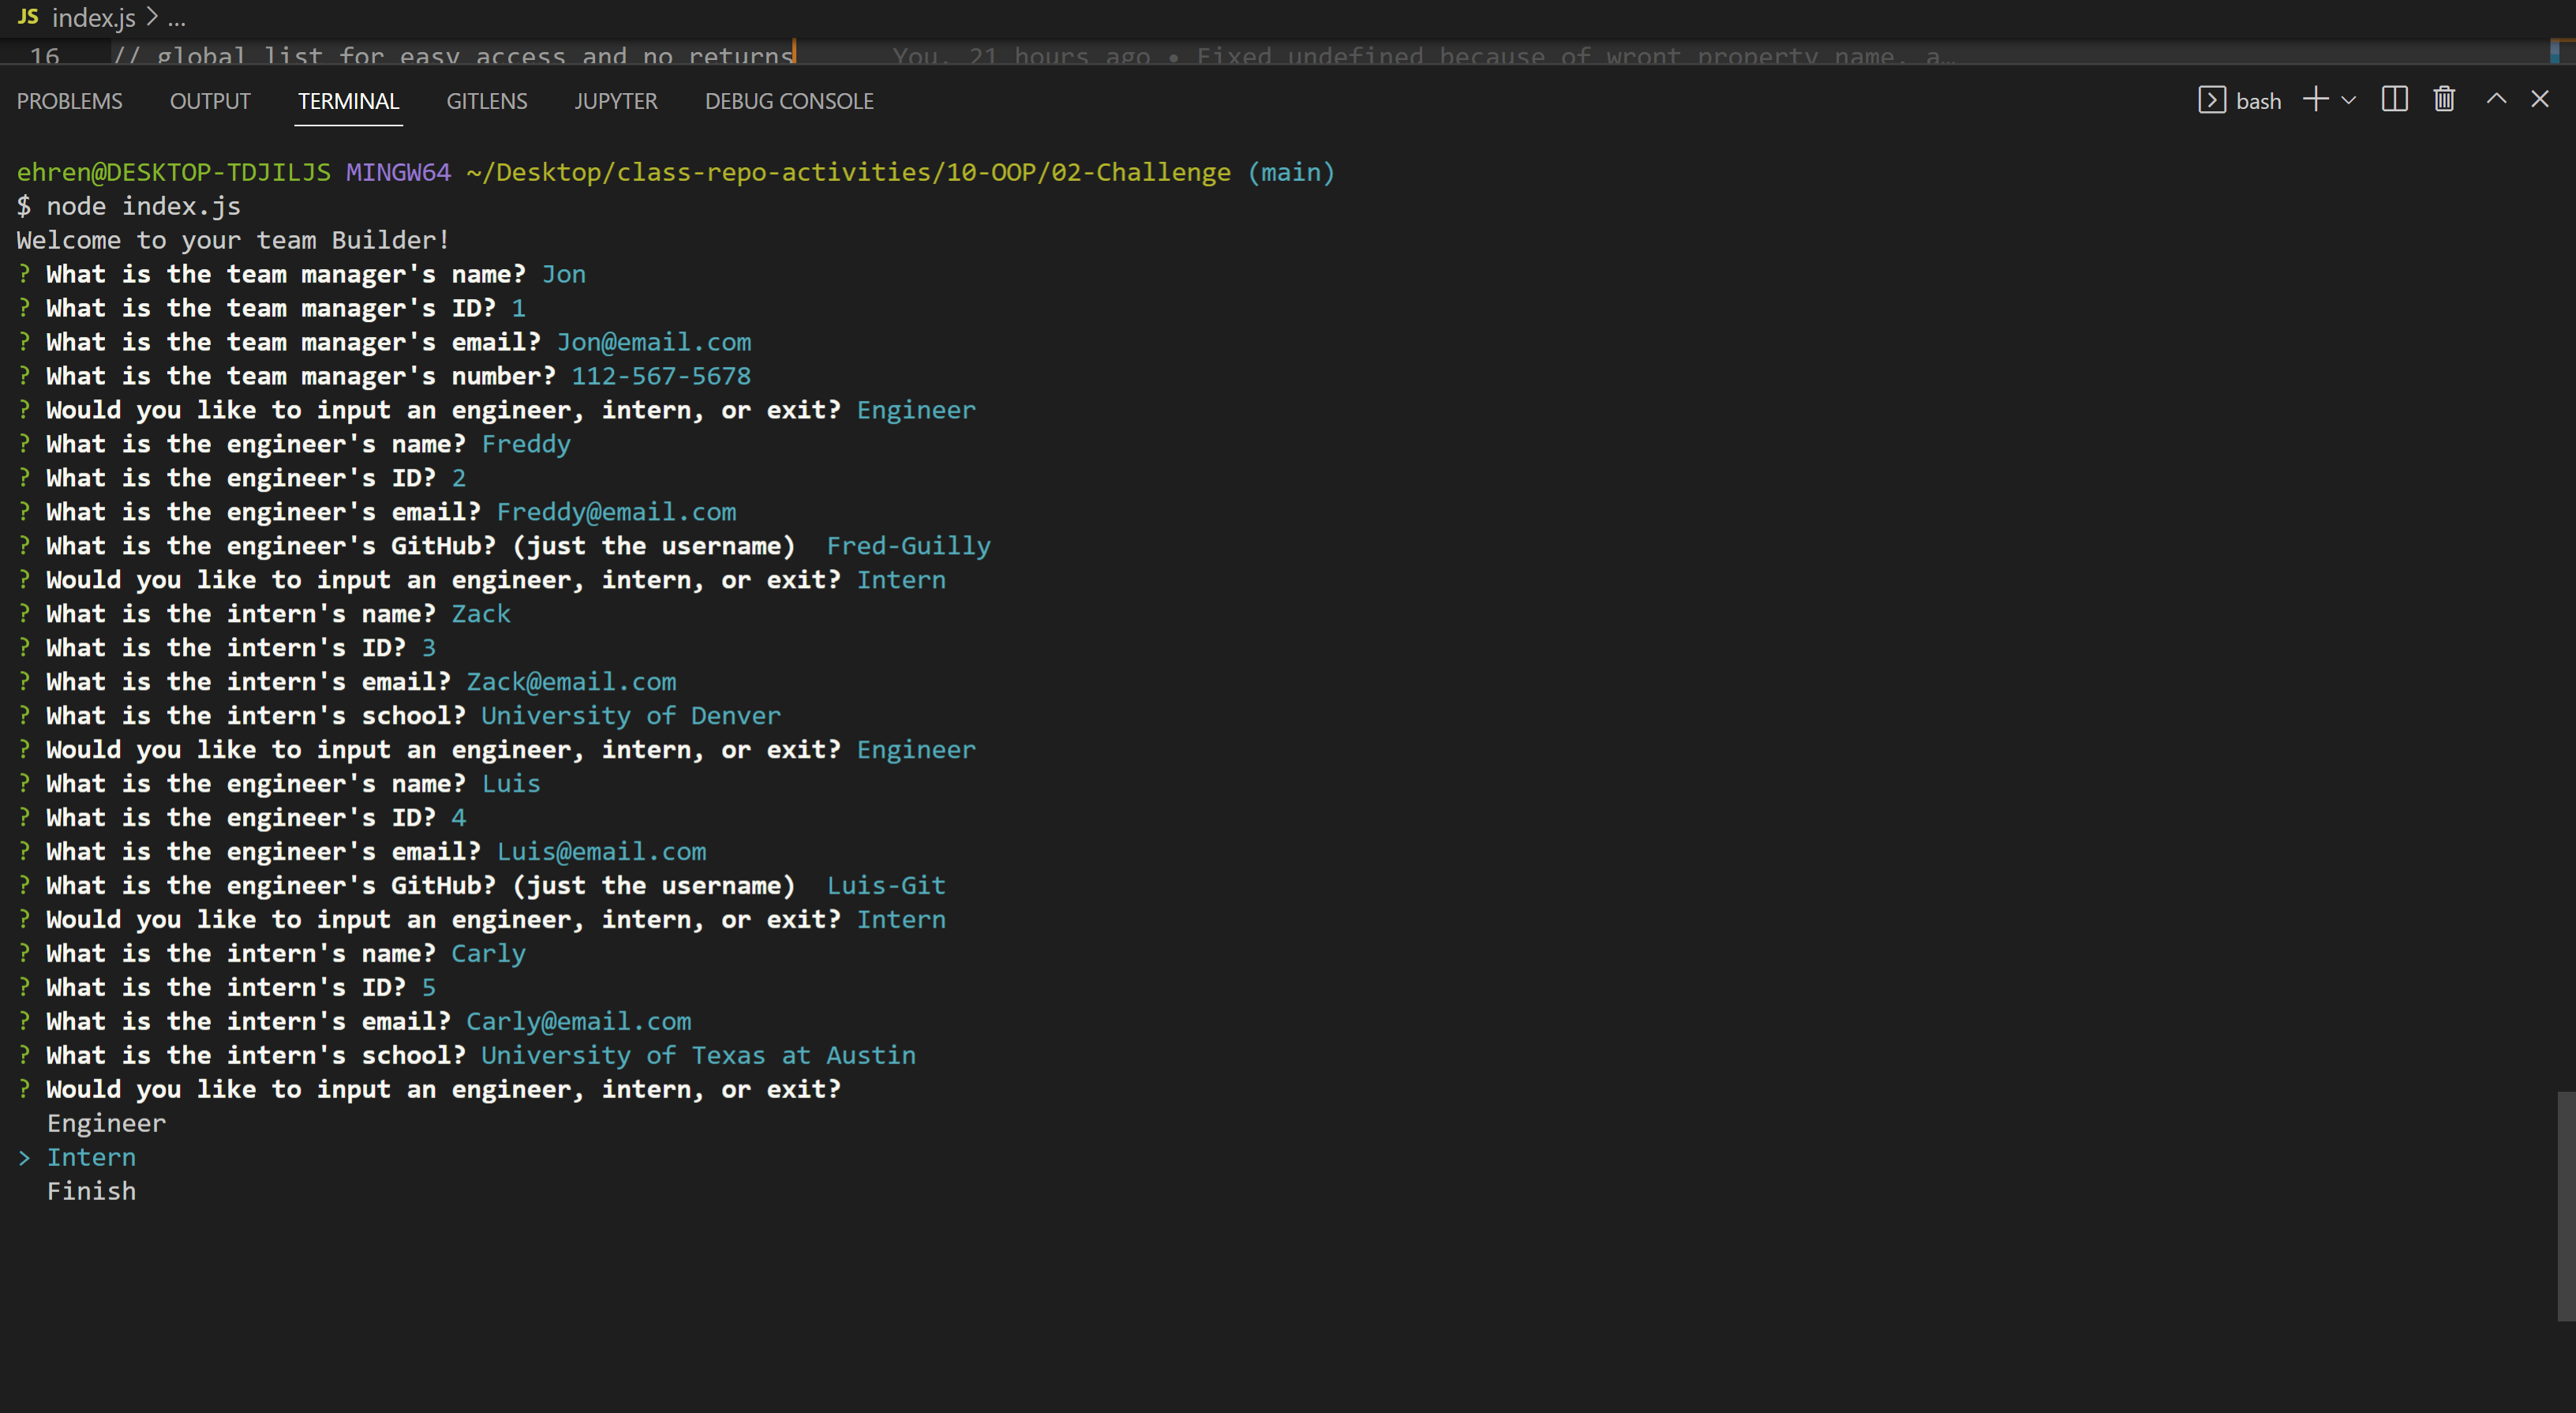 JS index.js > ...
16 // global list for easy access and no returns You, 21 hours ago • Fixed undefined because of wront property name, a…
PROBLEMS OUTPUT TERMINAL GITLENS JUPYTER DEBUG CONSOLE bash
ehren@DESKTOP-TDJILJS MINGW64 ~/Desktop/class-repo-activities/10-OOP/02-Challenge (main)
$ node index.js
Welcome to your team Builder!
? What is the team manager's name? Jon
? What is the team manager's ID? 1
? What is the team manager's email? Jon@email.com
? What is the team manager's number? 112-567-5678
? Would you like to input an engineer, intern, or exit? Engineer
? What is the engineer's name? Freddy
? What is the engineer's ID? 2
? What is the engineer's email? Freddy@email.com
? What is the engineer's GitHub? (just the username)  Fred-Guilly
? Would you like to input an engineer, intern, or exit? Intern
? What is the intern's name? Zack
? What is the intern's ID? 3
? What is the intern's email? Zack@email.com
? What is the intern's school? University of Denver
? Would you like to input an engineer, intern, or exit? Engineer
? What is the engineer's name? Luis
? What is the engineer's ID? 4
? What is the engineer's email? Luis@email.com
? What is the engineer's GitHub? (just the username)  Luis-Git
? Would you like to input an engineer, intern, or exit? Intern
? What is the intern's name? Carly
? What is the intern's ID? 5
? What is the intern's email? Carly@email.com
? What is the intern's school? University of Texas at Austin
? Would you like to input an engineer, intern, or exit?
Engineer
> Intern
Finish